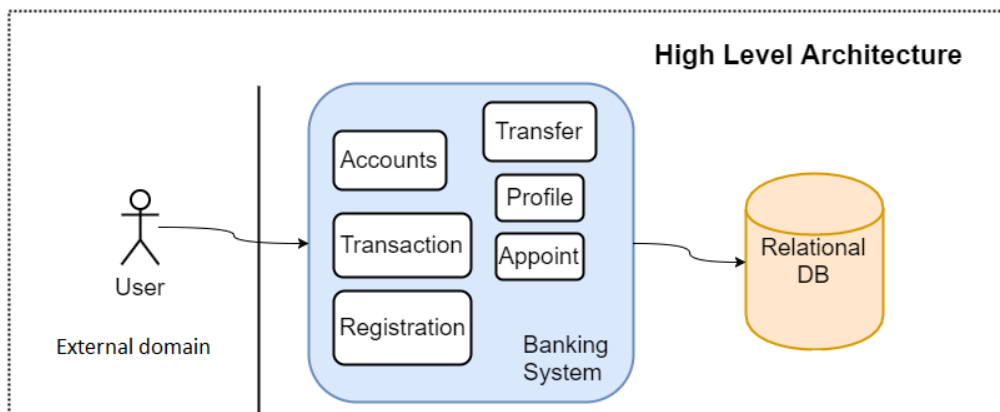 High Level Architecture
Accounts
Transfer
Profile
Transaction
Appoint
Registration
Banking
System
User
External domain
Relational
DB